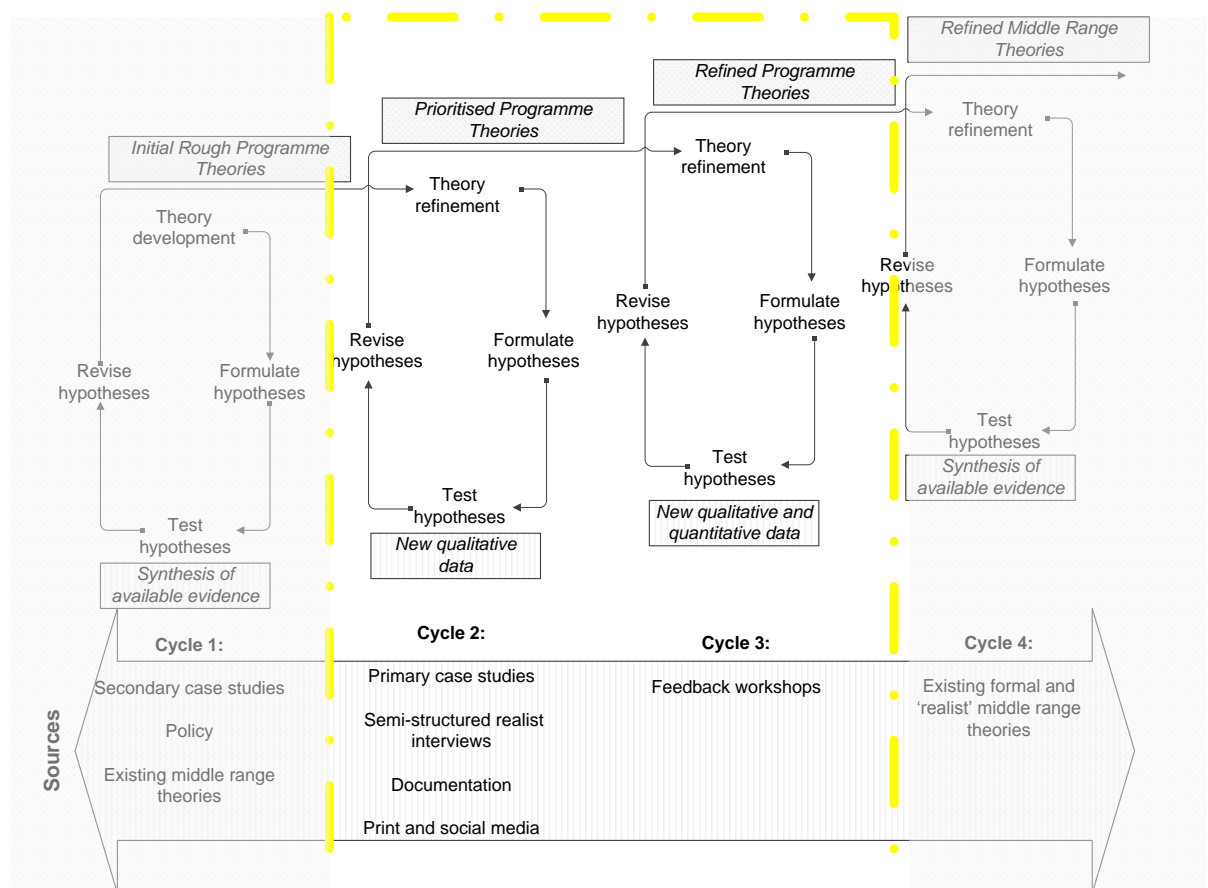 Refined Middle Range
Theories
Refined Programme
Theories
Prioritised Programme
Theories
Initial Rough Programme
Theories
Theory
development
Revise
hypotheses
Formulate
hypotheses
Test
hypotheses
Synthesis of
available evidence
Theory
refinement
Revise
hypotheses
Formulate
hypotheses
Test
hypotheses
New qualitative
data
Theory
refinement
Revise
hypotheses
Formulate
hypotheses
Test
hypotheses
New qualitative and
quantitative data
Theory
refinement
Revise
hypotheses
Formulate
hypotheses
Test
hypotheses
Synthesis of
available evidence
Sources
Cycle 1:
Secondary case studies
Policy
Existing middle range
theories
Cycle 2:
Primary case studies
Semi-structured realist
interviews
Documentation
Print and social media
Cycle 3:
Feedback workshops
Cycle 4:
Existing formal and
‘realist’ middle range
theories